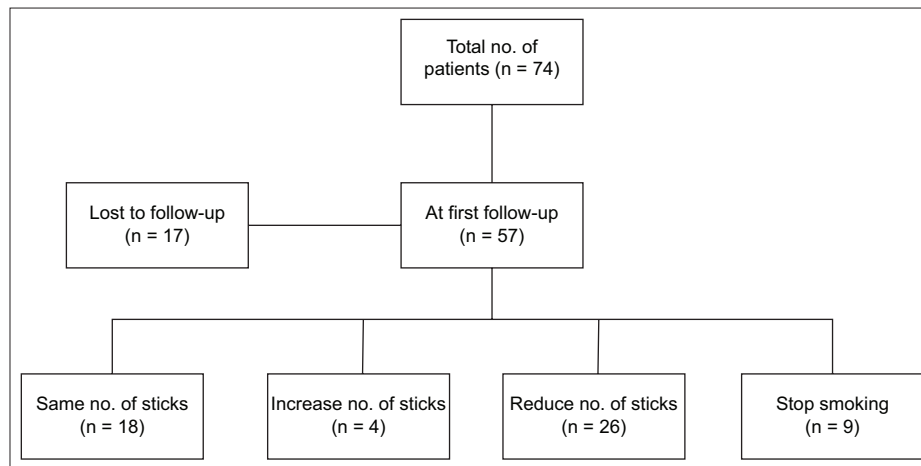 Total no. of
patients (n = 74)
Lost to follow-up
(n = 17)
At first follow-up
(n = 57)
Same no. of sticks
(n = 18)
Increase no. of sticks
(n = 4)
Reduce no. of sticks
(n = 26)
Stop smoking
(n = 9)